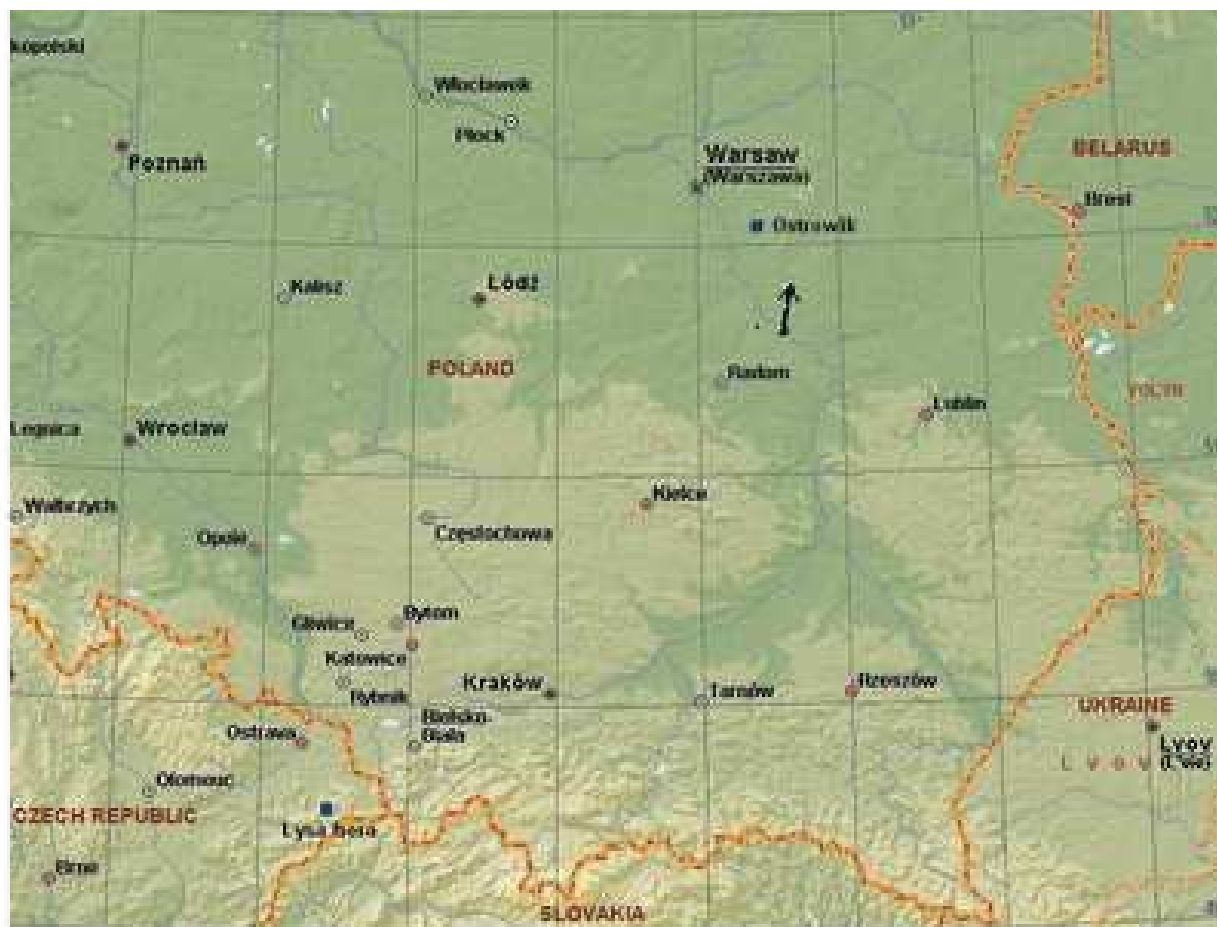 kopolski
Włocławek
Płock
Poznań
Warsaw
(Warszawa)
BELARUS
Brest
Ostrowik
Kalisz
Łódź
POLAND
Radom
VOLYN
Legnica
Wrocław
Lublin
Wałbrzych
Kielce
Opole
Częstochowa
Gliwice
Bytom
Katowice
Rybnik
Kraków
Tarnów
Rzeszów
Bielsko-
Biała
UKRAINE
Ostrava
Lvov
(L'viv)
L V O V
Olomouc
CZECH REPUBLIC
Lysa hora
Brno
SLOVAKIA